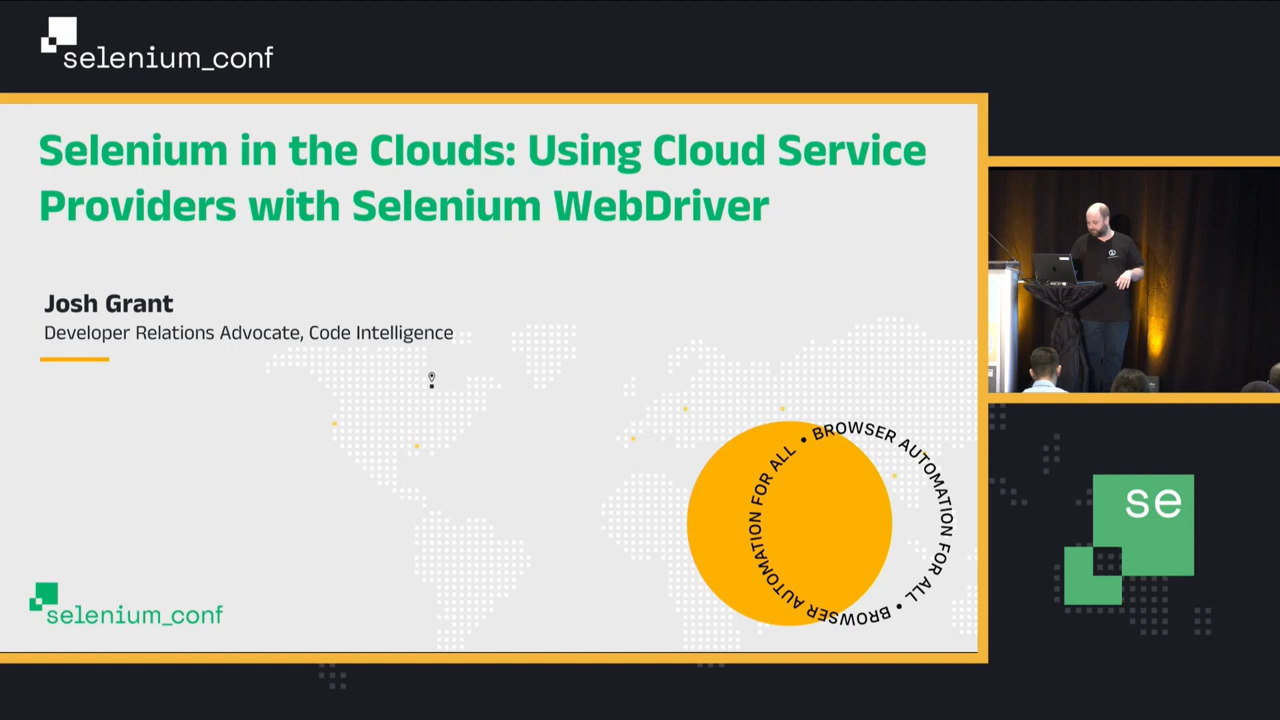 selenium_conf
Selenium in the Clouds: Using Cloud Service
Providers with Selenium WebDriver
Josh Grant
Developer Relations Advocate, Code Intelligence
BROWSER AUTOMATION FOR ALL • BROWSER AUTOMATION FOR ALL •
selenium_conf
se